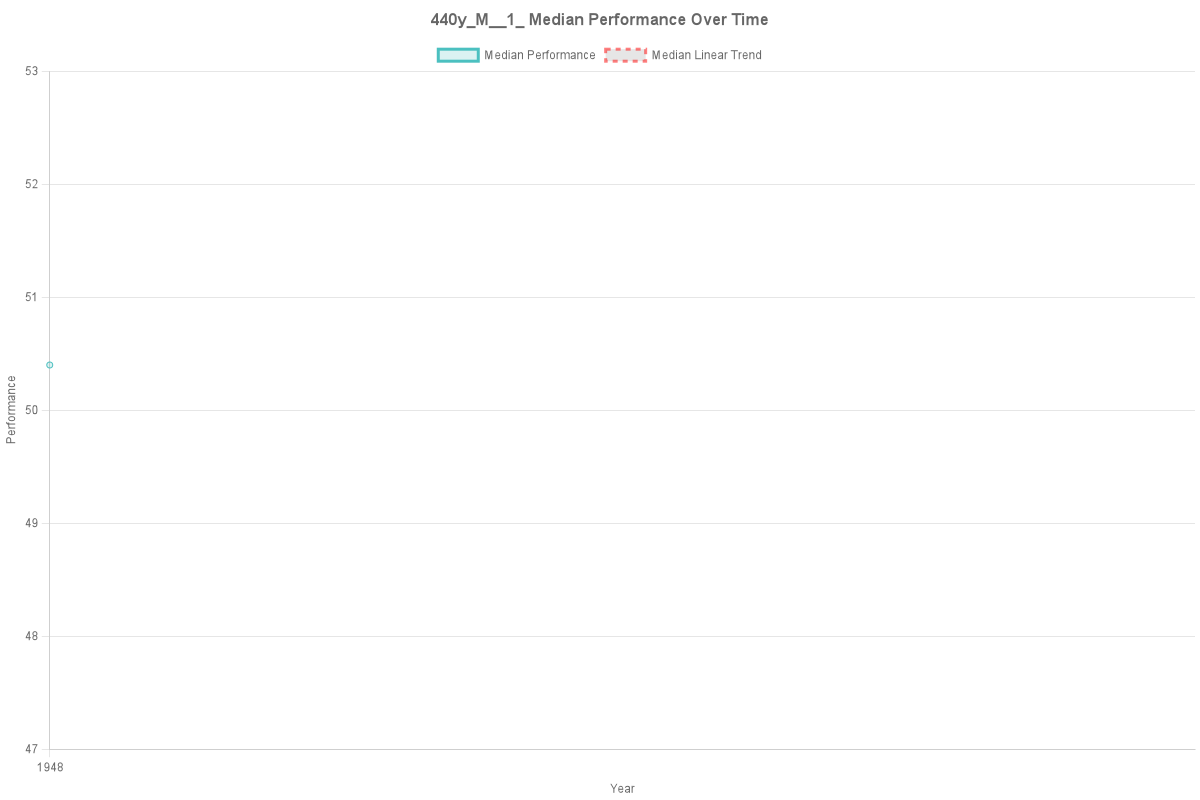 440y_M__1_ Median Performance Over Time
Median Performance
Median Linear Trend
53
52
51
50
49
48
47
Performance
1948
Year